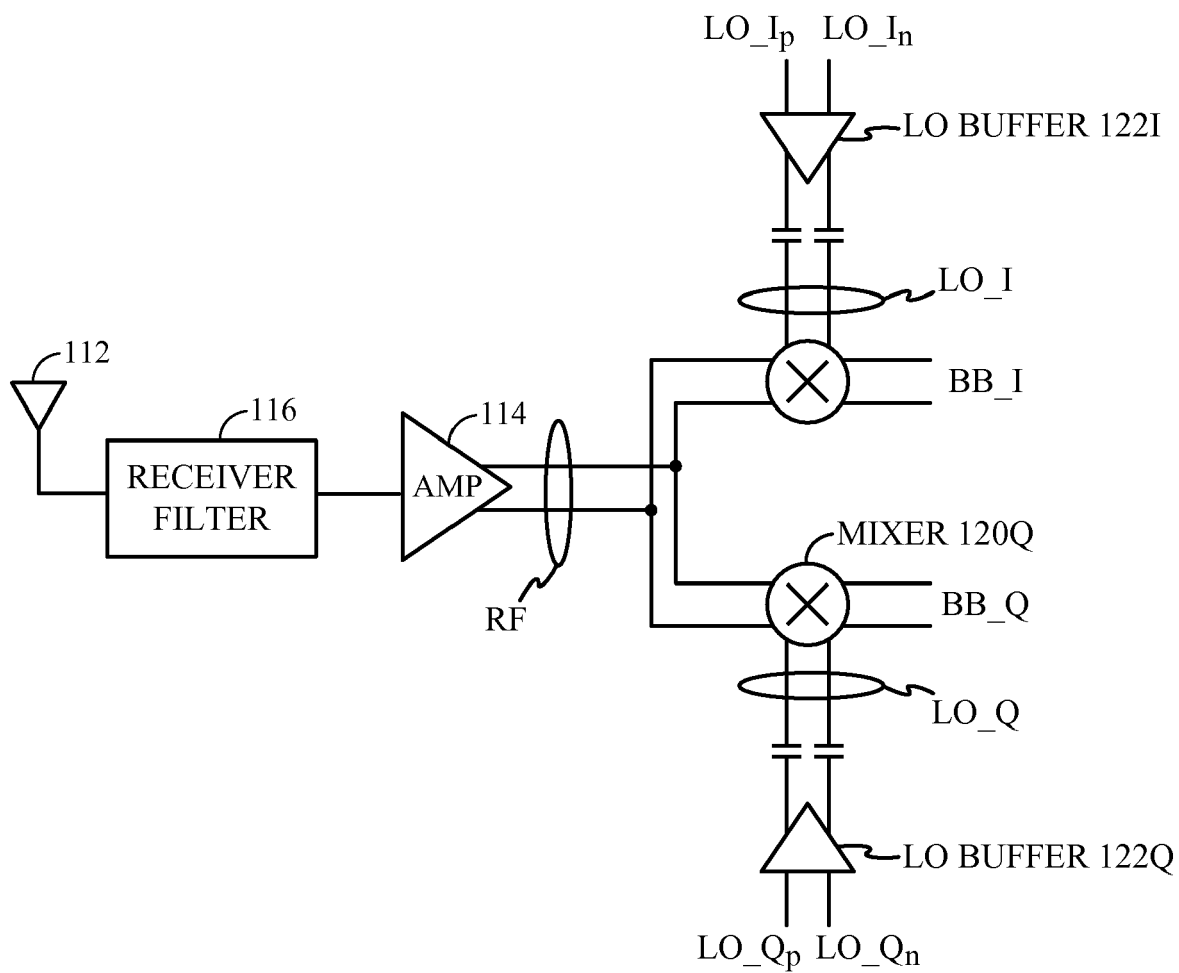 LO_Ip LO_In
LO BUFFER 122I
LO_I
112
BB_I
116
114
RECEIVER
FILTER
AMP
MIXER 120Q
RF
BB_Q
LO_Q
LO BUFFER 122Q
LO_Qp LO_Qn